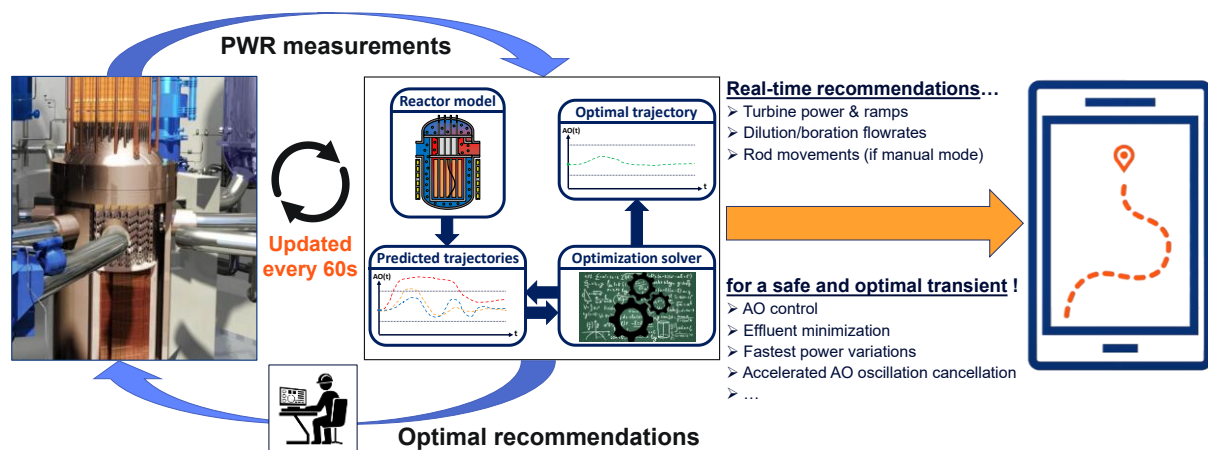 PWR measurements
Updated
every 60s
Reactor model
Optimal trajectory
AO(t)
t
Predicted trajectories
AO(t)
t
Optimization solver
Optimal recommendations
Real-time recommendations…
➢ Turbine power & ramps
➢ Dilution/boration flowrates
➢ Rod movements (if manual mode)
for a safe and optimal transient !
➢ AO control
➢ Effluent minimization
➢ Fastest power variations
➢ Accelerated AO oscillation cancellation
➢ …